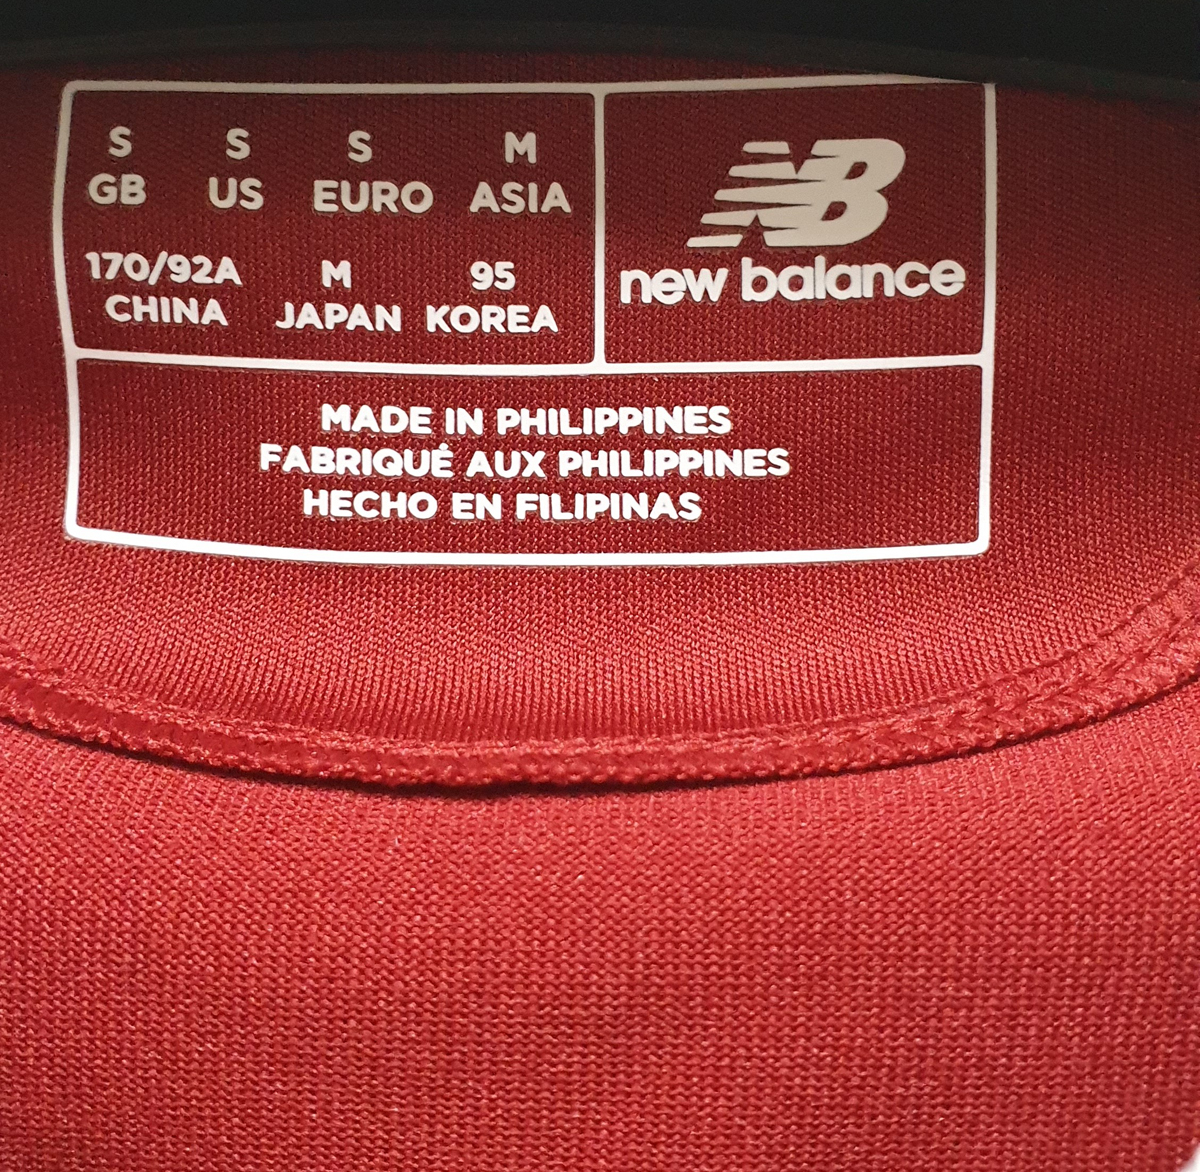 S S S M
GB US EURO ASIA
170/92A M 95
CHINA JAPAN KOREA
NB
new balance
MADE IN PHILIPPINES
FABRIQUÉ AUX PHILIPPINES
HECHO EN FILIPINAS